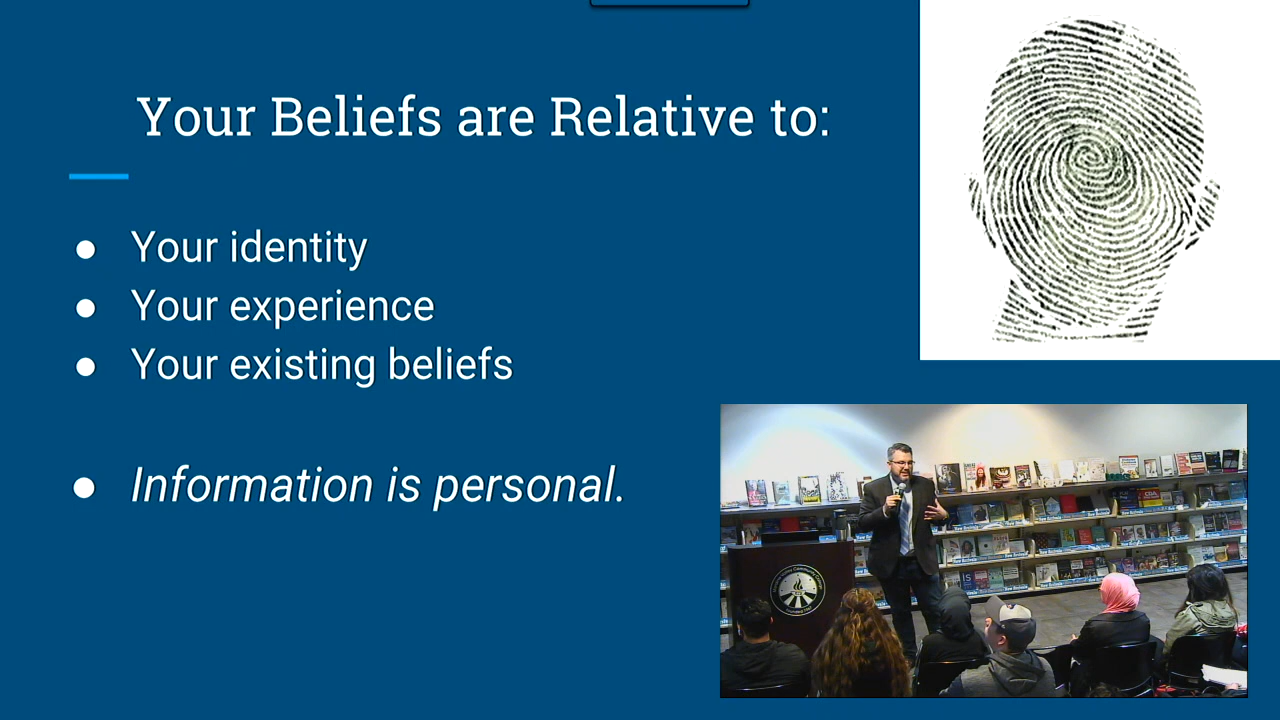 Your Beliefs are Relative to:
● Your identity
● Your experience
● Your existing beliefs
● Information is personal.